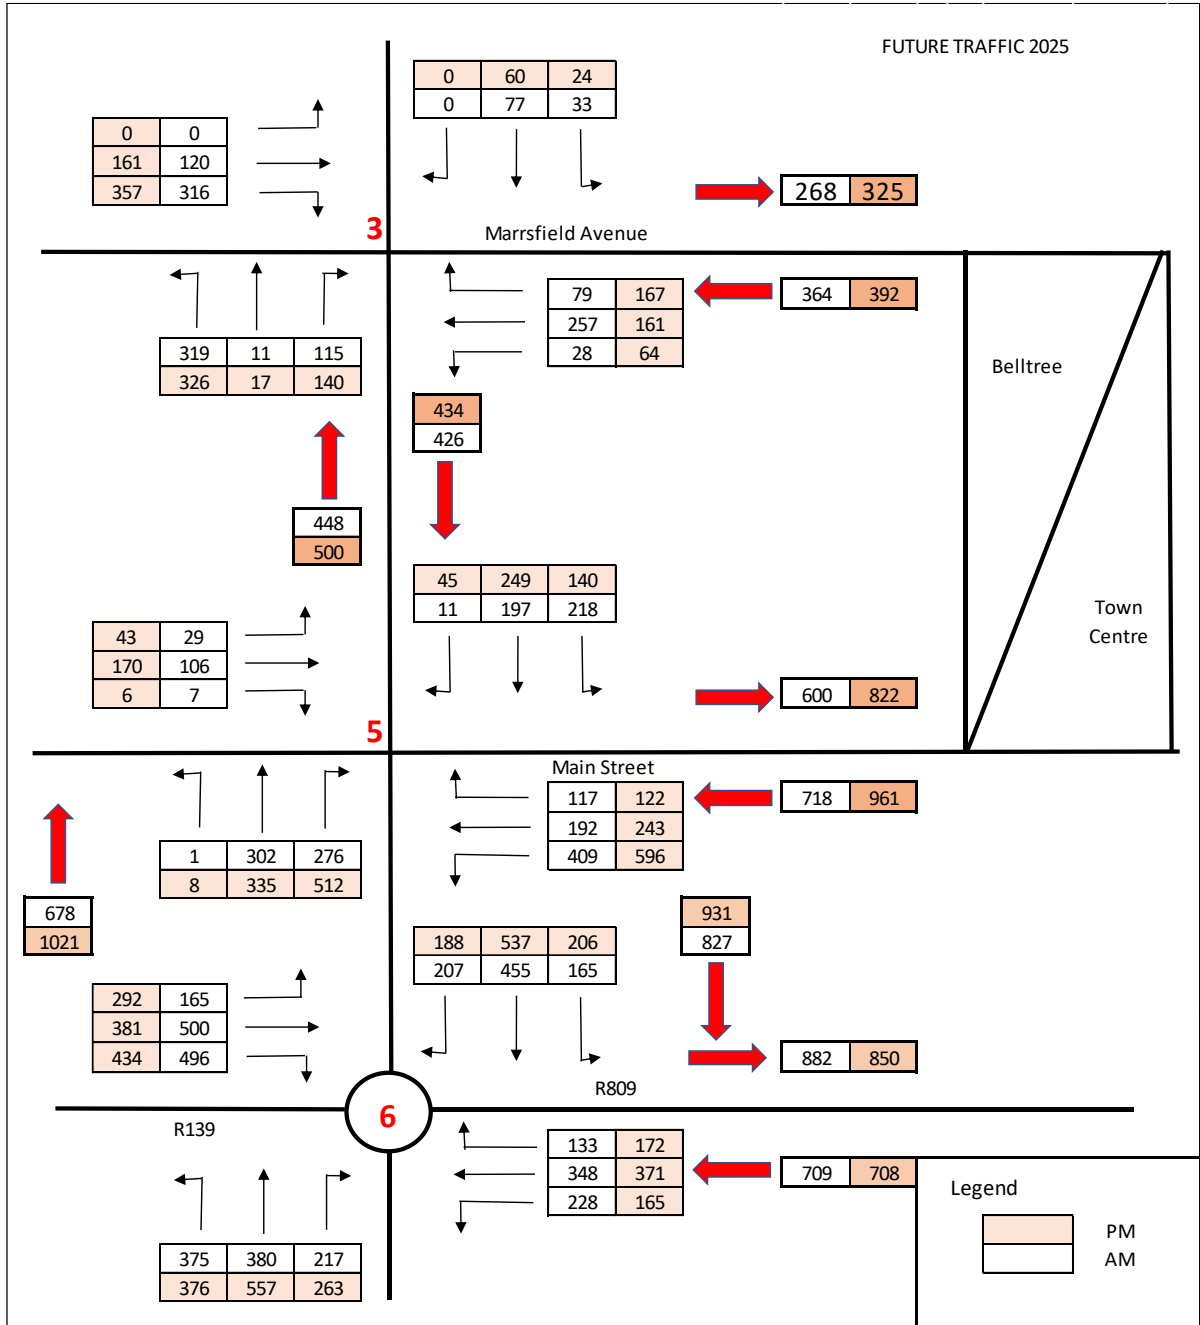 FUTURE TRAFFIC 2025
0 60 24
0 77 33
0 0
161 120
357 316
268 325
3
Marrsfield Avenue
79 167
257 161
28 64
364 392
319 11 115
326 17 140
Belltree
434
426
448
500
45 249 140
11 197 218
Town
Centre
43 29
170 106
6 7
600 822
5
Main Street
117 122
192 243
409 596
718 961
1 302 276
8 335 512
678
1021
931
827
188 537 206
207 455 165
292 165
381 500
434 496
882 850
R809
6
R139
133 172
348 371
228 165
709 708
Legend
PM
AM
375 380 217
376 557 263